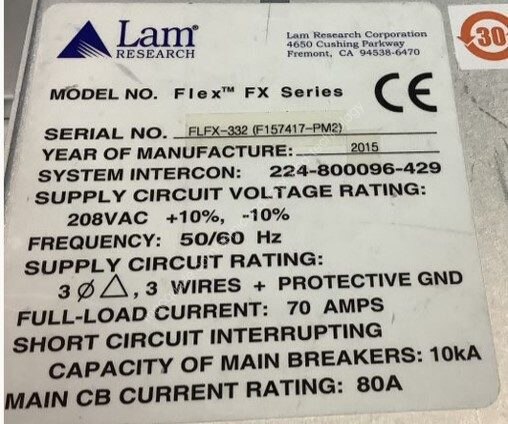 Lam
RESEARCH
Lam Research Corporation
4650 Cushing Parkway
Fremont, CA 94538-6470
30
MODEL NO. Flex™ FX Series
CE
SERIAL NO. FLFX-332 (F157417-PM2)
YEAR OF MANUFACTURE: 2015
SYSTEM INTERCON: 224-800096-429
SUPPLY CIRCUIT VOLTAGE RATING:
208VAC +10%, -10%
FREQUENCY: 50/60 Hz
SUPPLY CIRCUIT RATING:
3 Ø △, 3 WIRES + PROTECTIVE GND
FULL-LOAD CURRENT: 70 AMPS
SHORT CIRCUIT INTERRUPTING
CAPACITY OF MAIN BREAKERS: 10kA
MAIN CB CURRENT RATING: 80A